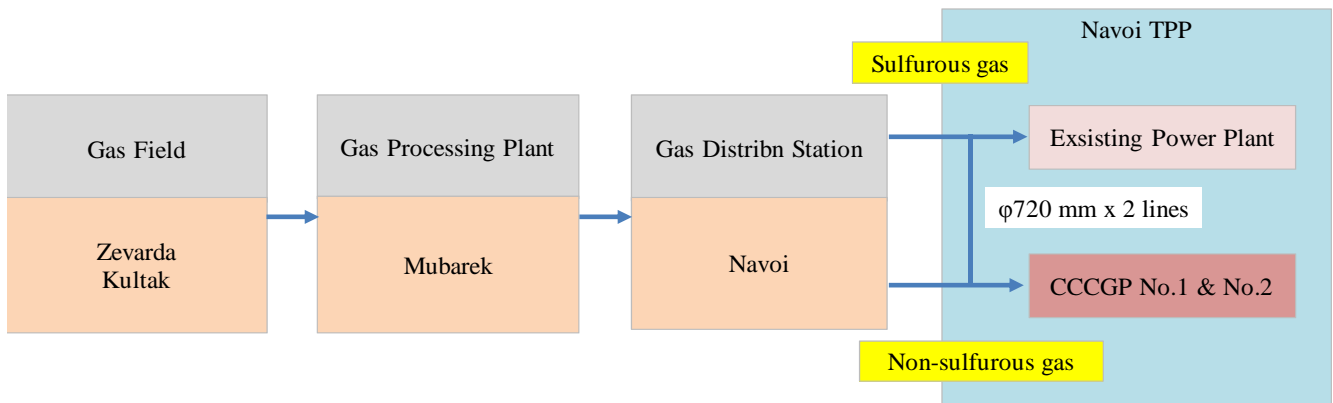 Navoi TPP
Sulfurous gas
Gas Field
Gas Processing Plant
Gas Distribn Station
Exsisting Power Plant
φ720 mm x 2 lines
Zevarda
Kultak
Mubarek
Navoi
CCCGP No.1 & No.2
Non-sulfurous gas